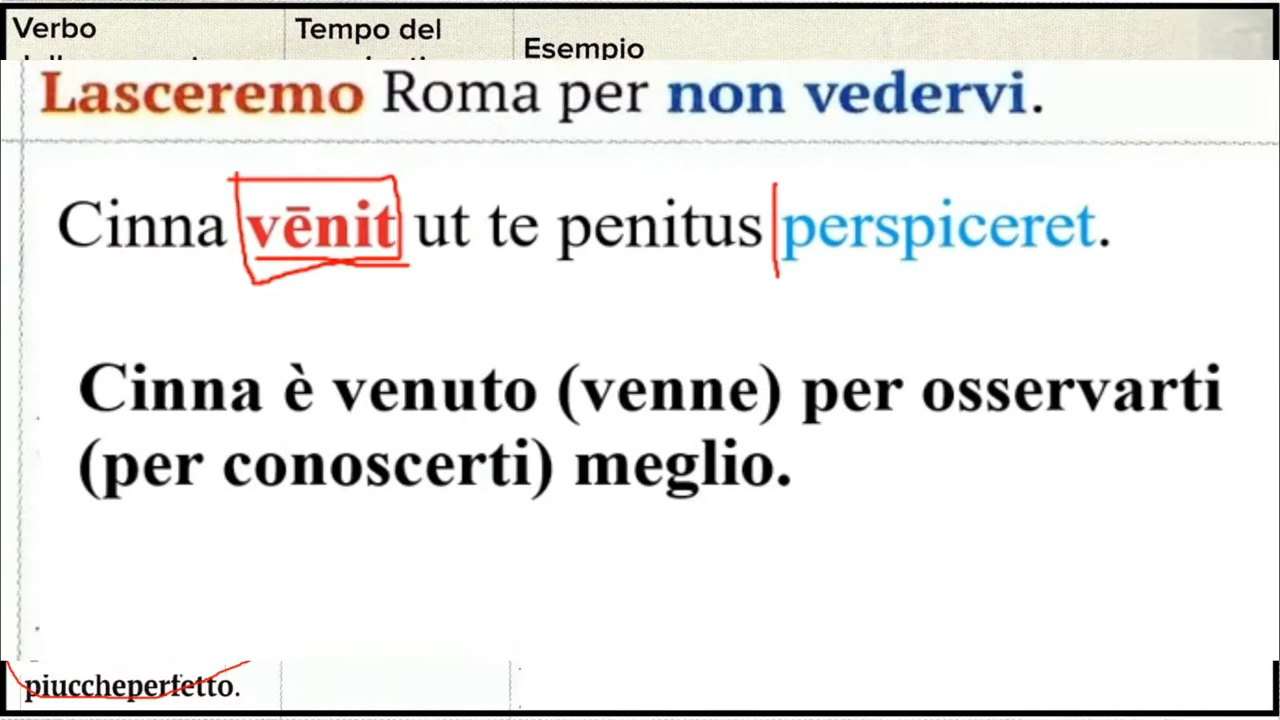 Verbo
Tempo del
Esempio
Lasceremo Roma per non vedervi.
Cinna vēnit ut te penitus perspiceret.
Cinna è venuto (venne) per osservarti
(per conoscerti) meglio.
piuccheperfetto.